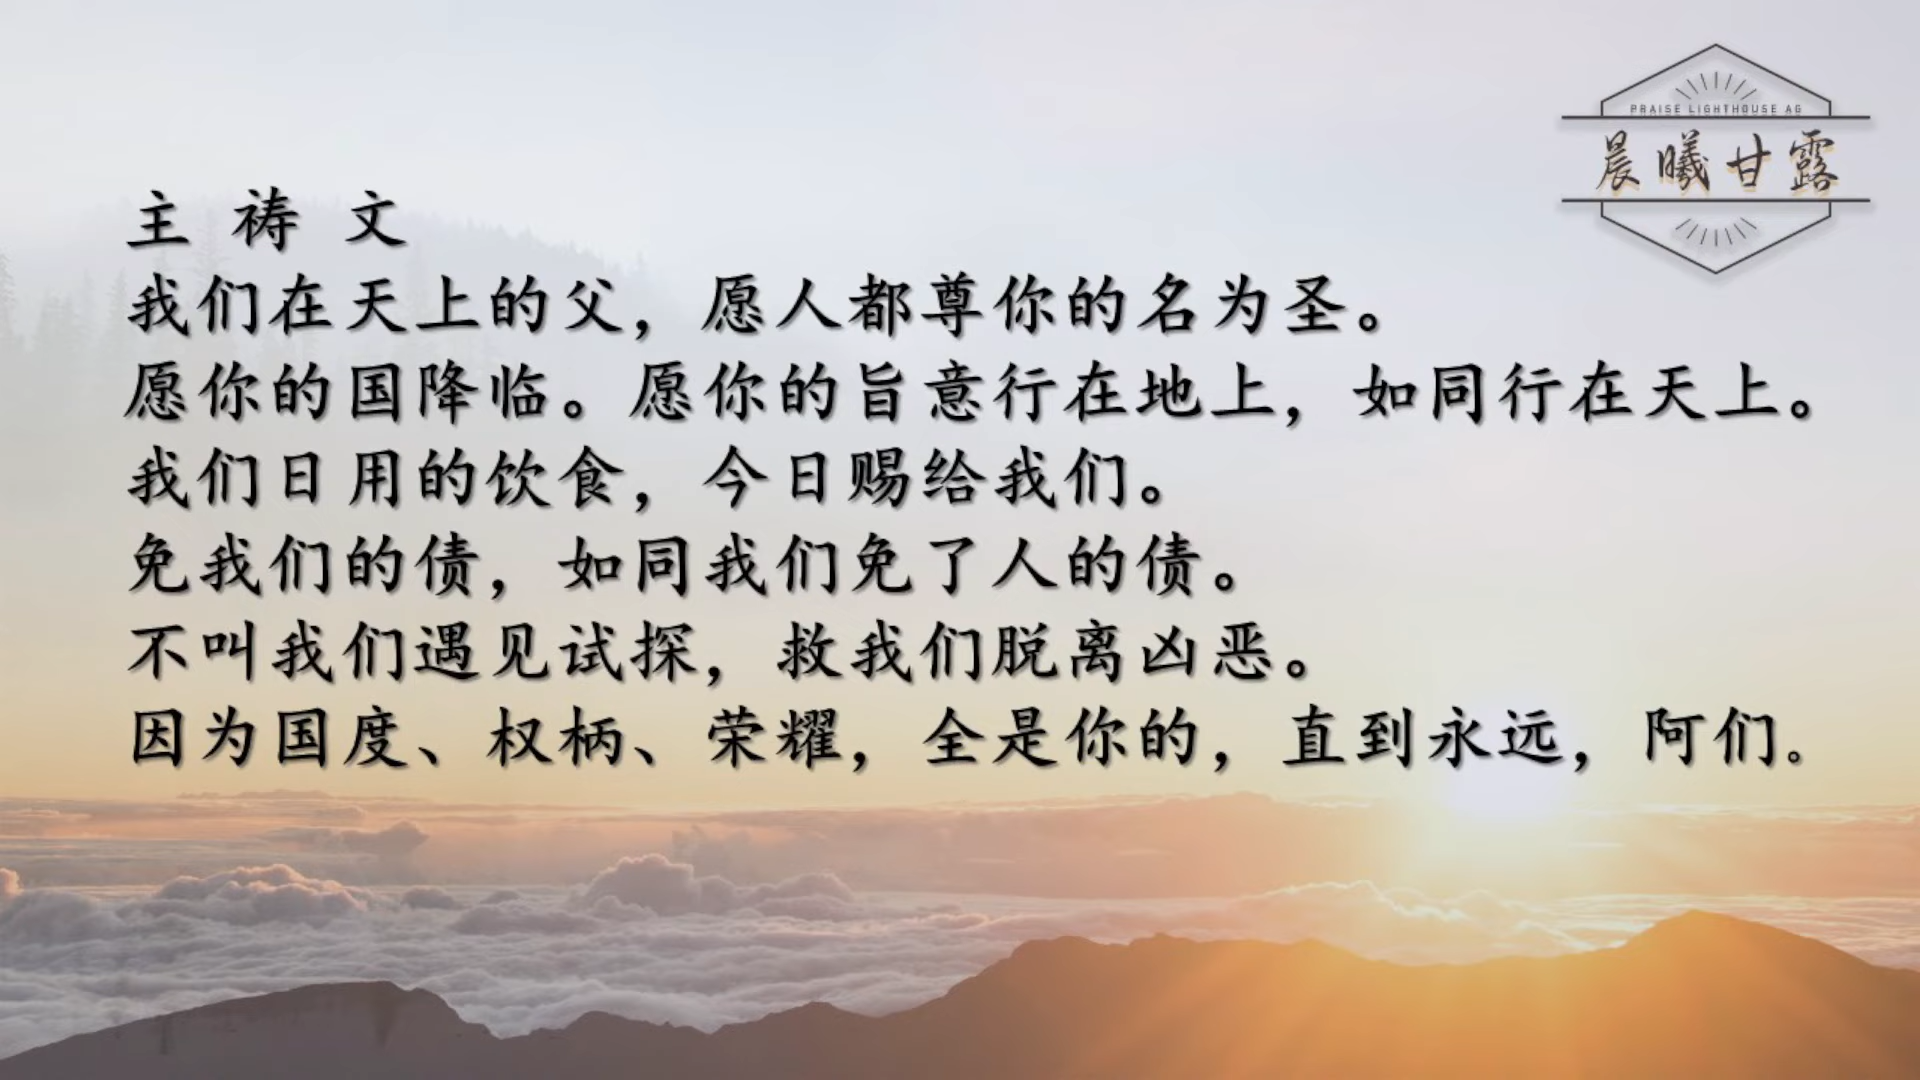 PRAISE LIGHTHOUSE AG
晨曦甘露
主 祷 文
我们在天上的父，愿人都尊你的名为圣。
愿你的国降临。愿你的旨意行在地上，如同行在天上。
我们日用的饮食，今日赐给我们。
免我们的债，如同我们免了人的债。
不叫我们遇见试探，救我们脱离凶恶。
因为国度、权柄、荣耀，全是你的，直到永远，阿们。